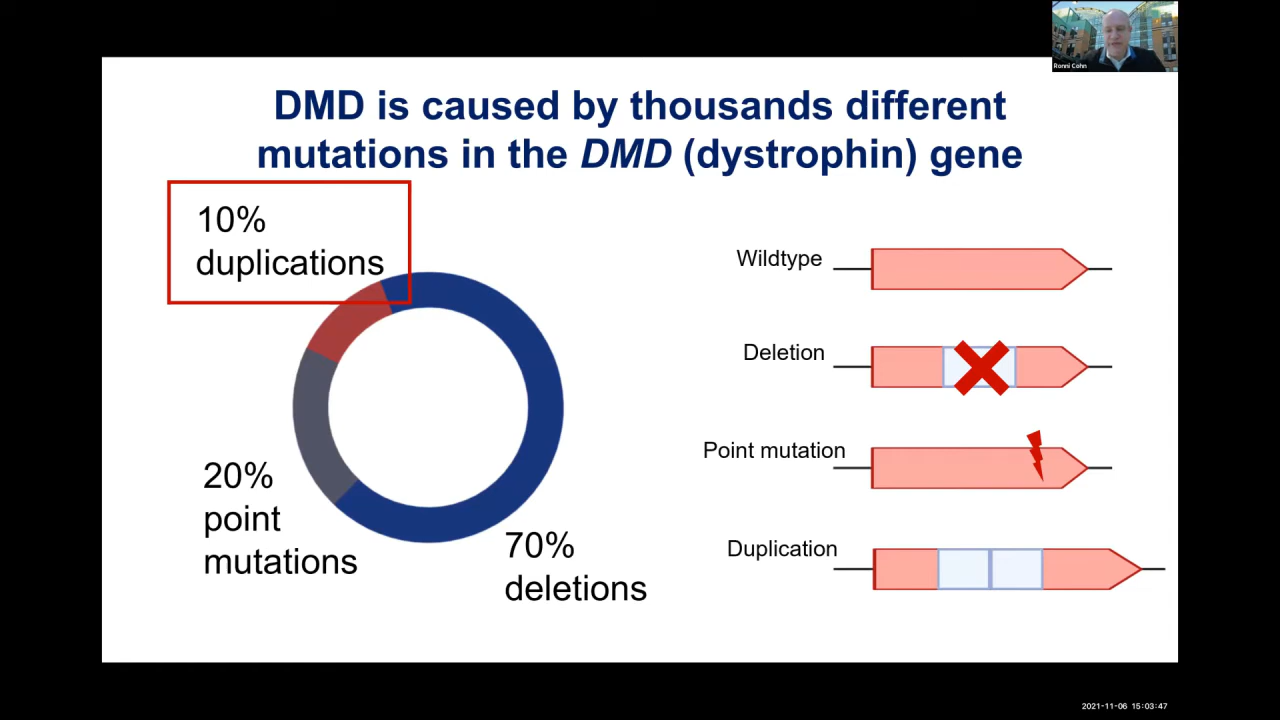 Ronni Cohn
DMD is caused by thousands different
mutations in the DMD (dystrophin) gene
10%
duplications
20%
point
mutations
70%
deletions
Wildtype
Deletion
Point mutation
Duplication
2021-11-06 15:03:47